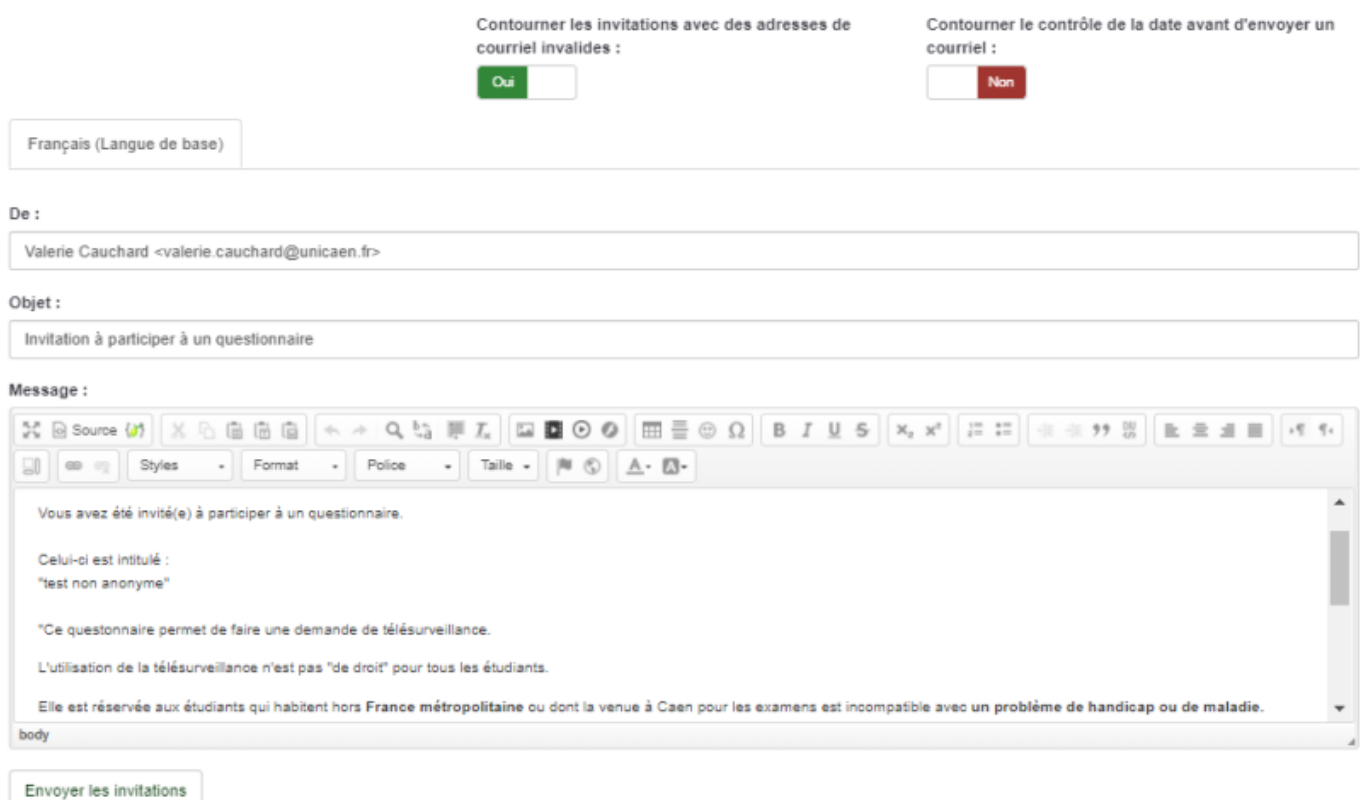 Contourner les invitations avec des adresses de
courriel invalides :
Contourner le contrôle de la date avant d'envoyer un
courriel :
Oui
Non
Français (Langue de base)
De :
Valerie Cauchard <valerie.cauchard@unicaen.fr>
Objet :
Invitation à participer à un questionnaire
Message :
Source
Styles Format Police Taille
Vous avez été invité(e) à participer à un questionnaire.
Celui-ci est intitulé :
"test non anonyme"
"Ce questonnaire permet de faire une demande de télésurveillance.
L'utilisation de la télésurveillance n'est pas "de droit" pour tous les étudiants.
Elle est réservée aux étudiants qui habitent hors France métropolitaine ou dont la venue à Caen pour les examens est incompatible avec un problème de handicap ou de maladie.
body
Envoyer les invitations